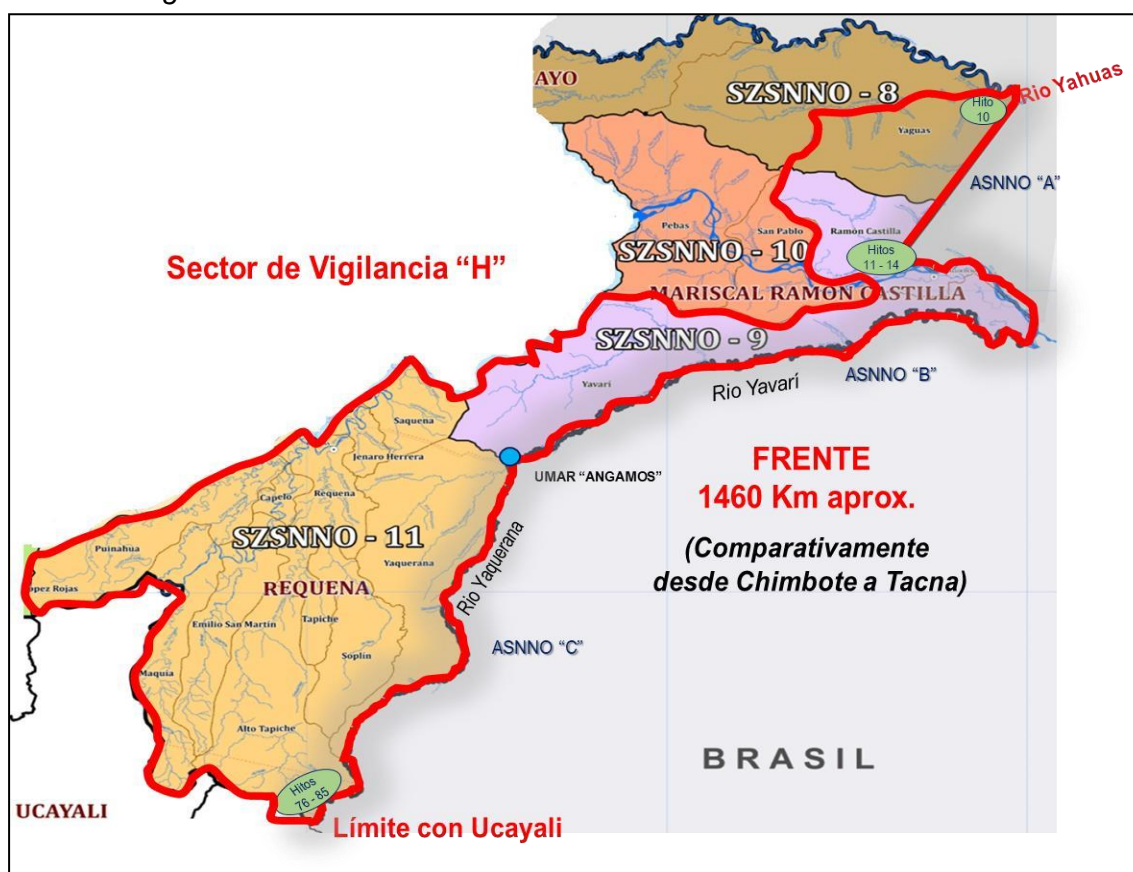 AYO
SZSNNO - 8
Rio Yahuas
Hito
10
Yaguas
ASNNO “A”
Pebas
San Pablo
Ramón Castilla
SZSNNO - 10
Hitos
11 - 14
Sector de Vigilancia “H”
MARISCAL RAMON CASTILLA
SZSNNO - 9
ASNNO “B”
Rio Yavarí
Yavarí
Saquena
Jenaro Herrera
FRENTE
1460 Km aprox.
(Comparativamente
desde Chimbote a Tacna)
UMAR “ANGAMOS”
Capelo
Requena
SZSNNO - 11
Puinahua
Yaquerana
Rio Yaquerana
ópez Rojas
REQUENA
Emilio San Martín
Tapiche
Soplin
ASNNO “C”
Maquia
Alto Tapiche
BRASIL
Hitos
76 - 85
UCAYALI
Límite con Ucayali